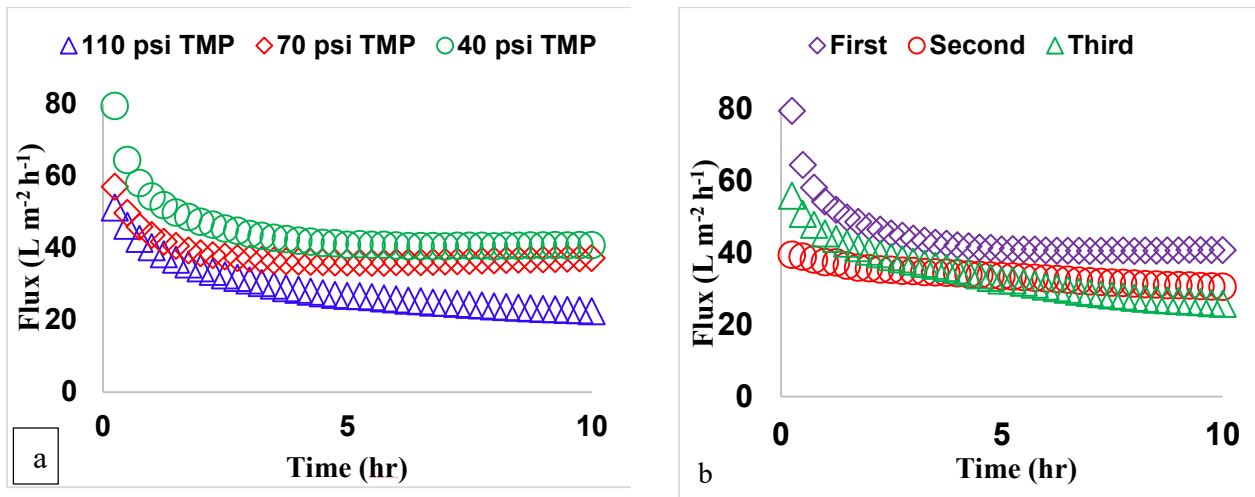 110 psi TMP 70 psi TMP 40 psi TMP
80
60
40
20
0
0 5 10
Flux (L m⁻² h⁻¹)
Time (hr)
a
First Second Third
80
60
40
20
0
0 5 10
Flux (L m⁻² h⁻¹)
Time (hr)
b